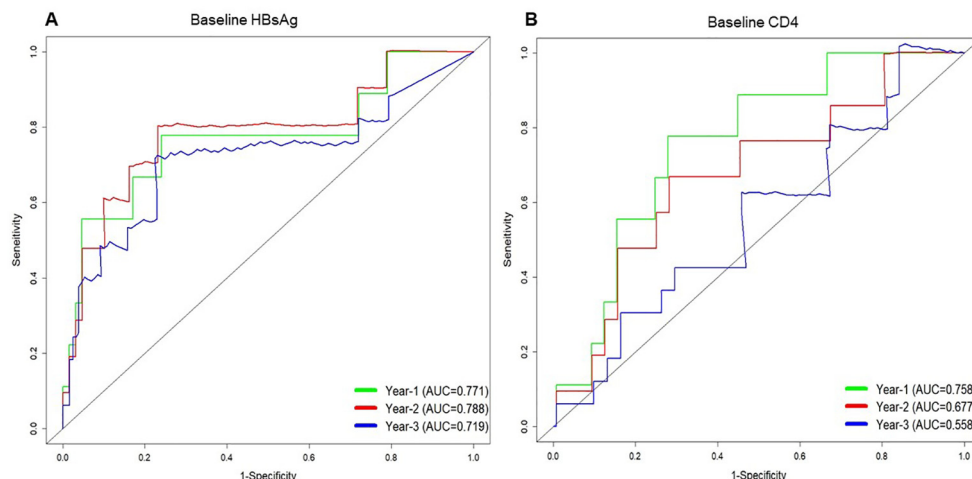 A
Baseline HBsAg
Seneitivity
0.0
0.2
0.4
0.6
0.8
1.0
0.0
0.2
0.4
0.6
0.8
1.0
1-Specificity
Year-1 (AUC=0.771)
Year-2 (AUC=0.788)
Year-3 (AUC=0.719)
B
Baseline CD4
Seneitivity
0.0
0.2
0.4
0.6
0.8
1.0
0.0
0.2
0.4
0.6
0.8
1.0
1-Specificity
Year-1 (AUC=0.758
Year-2 (AUC=0.677
Year-3 (AUC=0.558